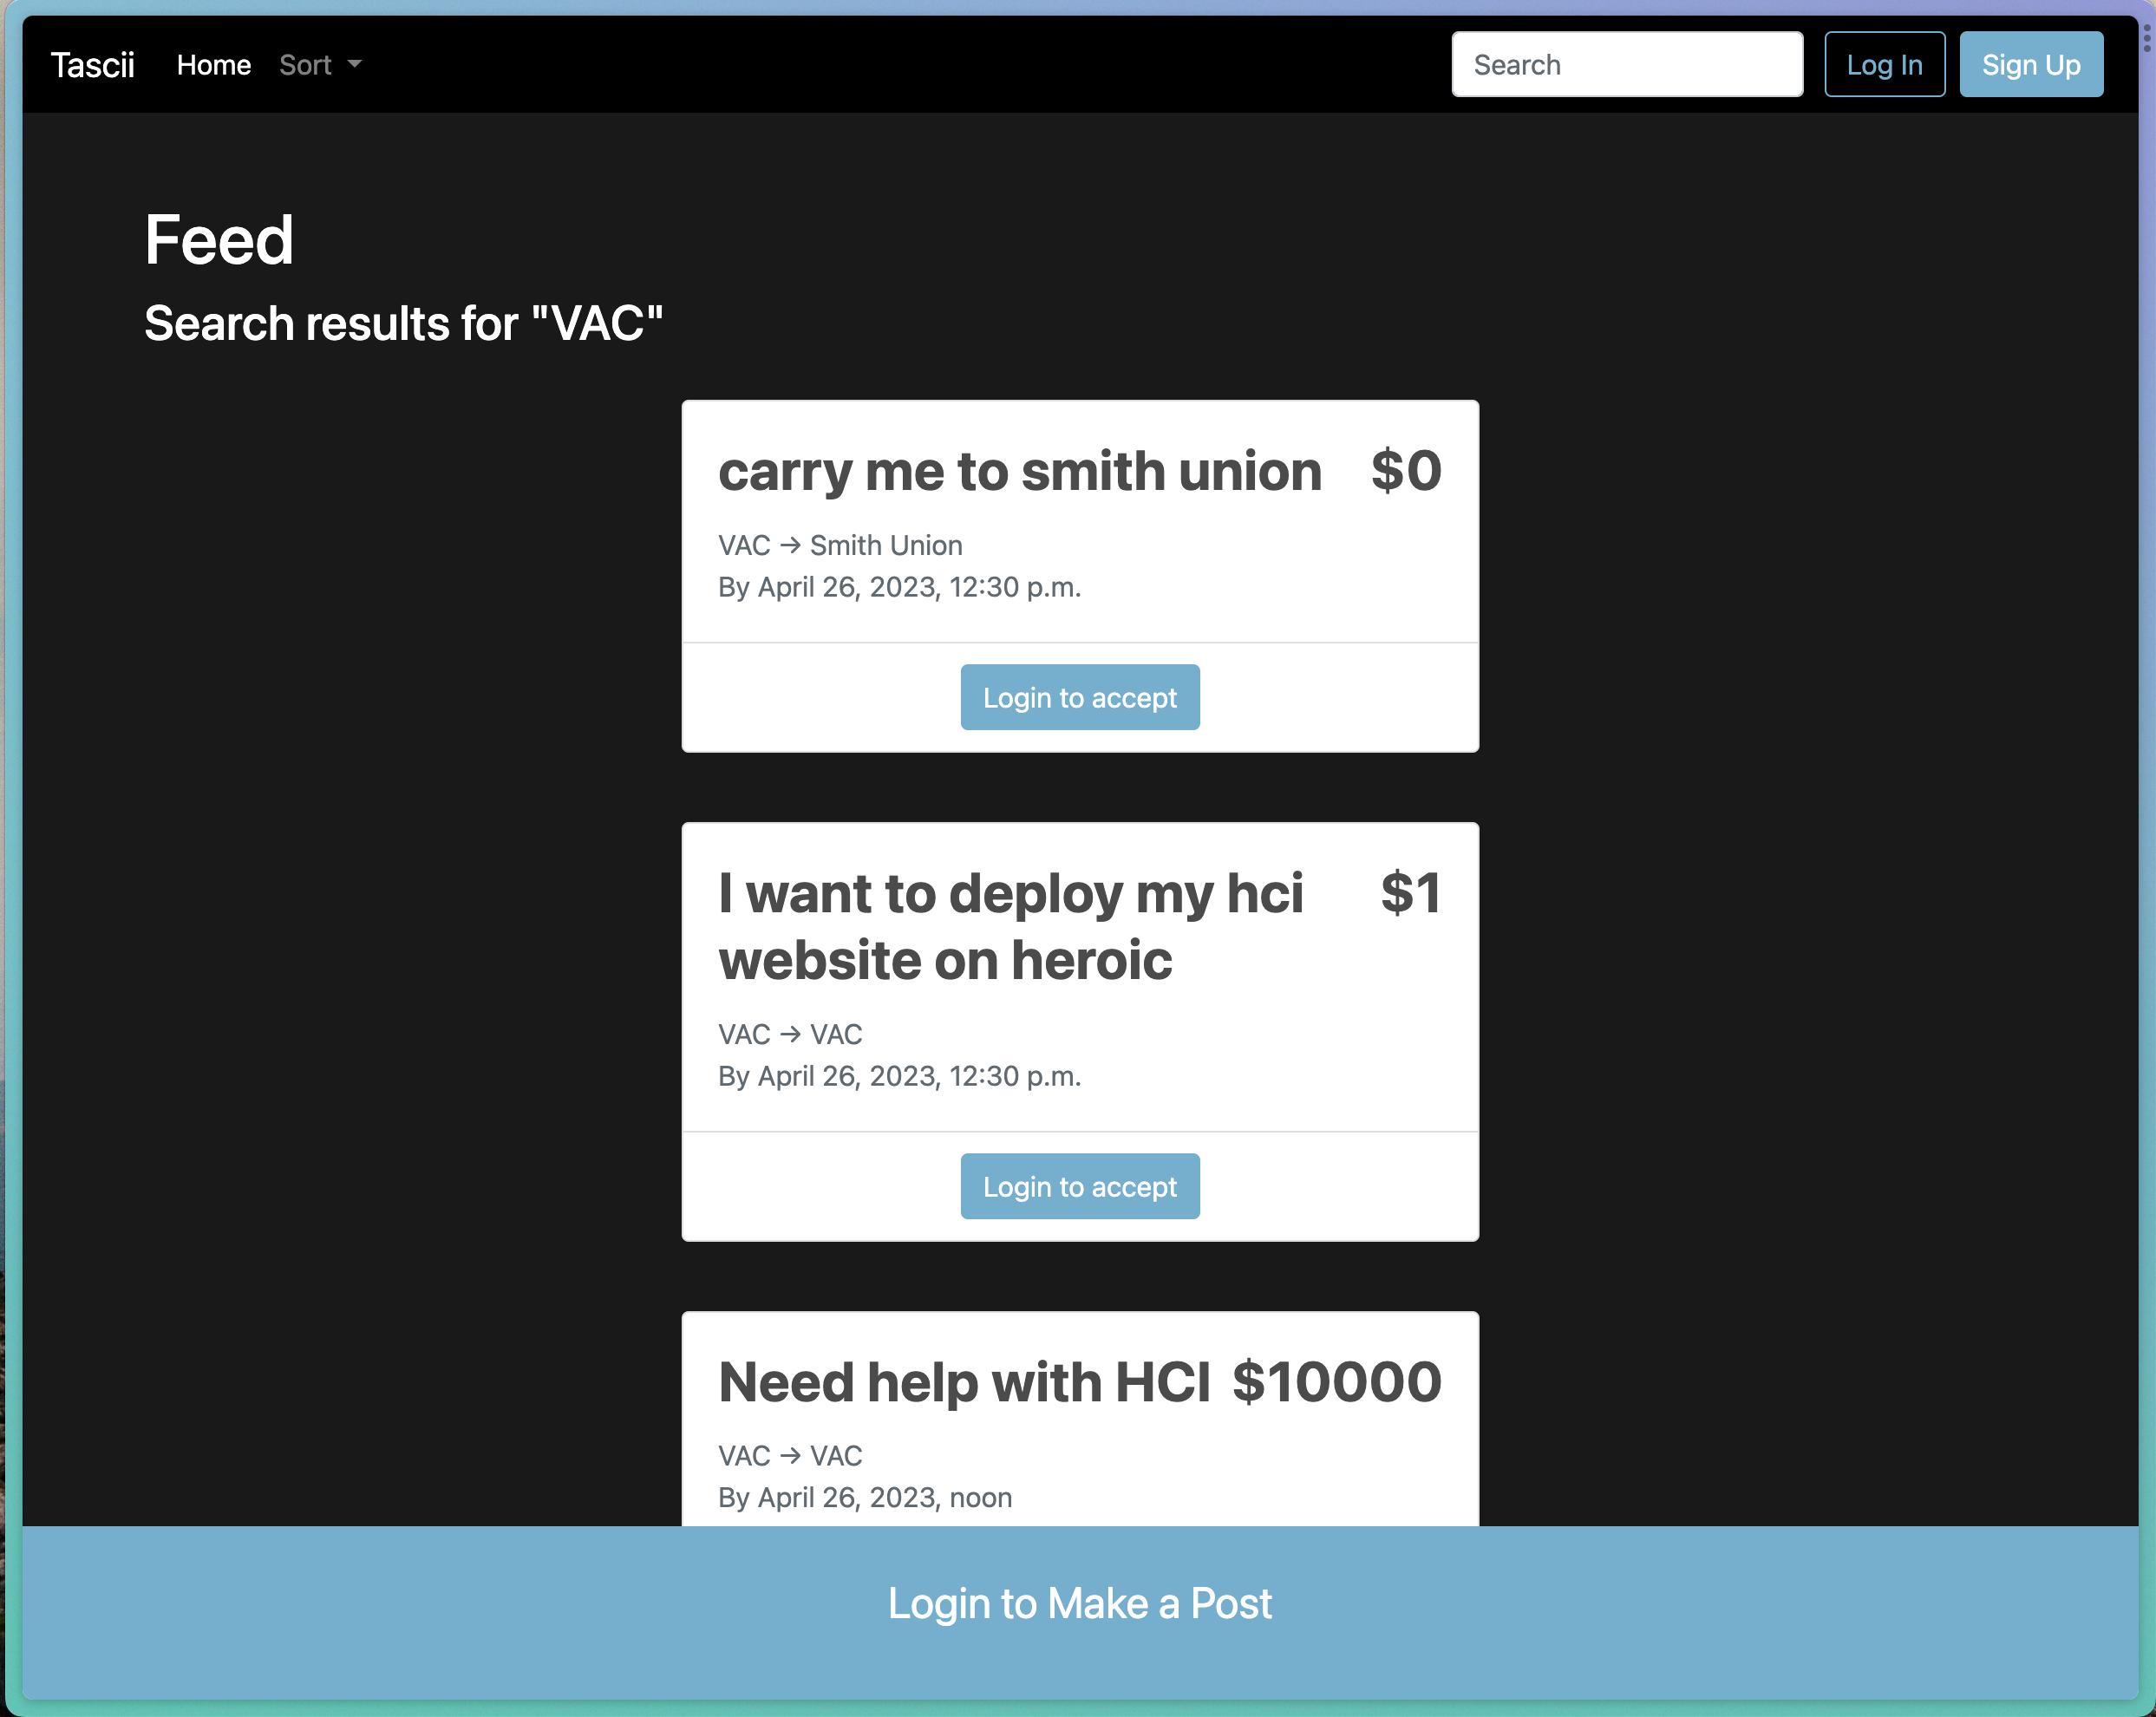 Tascii Home Sort Search Log In Sign Up
Feed
Search results for "VAC"
carry me to smith union $0
VAC → Smith Union
By April 26, 2023, 12:30 p.m.
Login to accept
I want to deploy my hci $1
website on heroic
VAC → VAC
By April 26, 2023, 12:30 p.m.
Login to accept
Need help with HCI $10000
VAC → VAC
By April 26, 2023, noon
Login to Make a Post